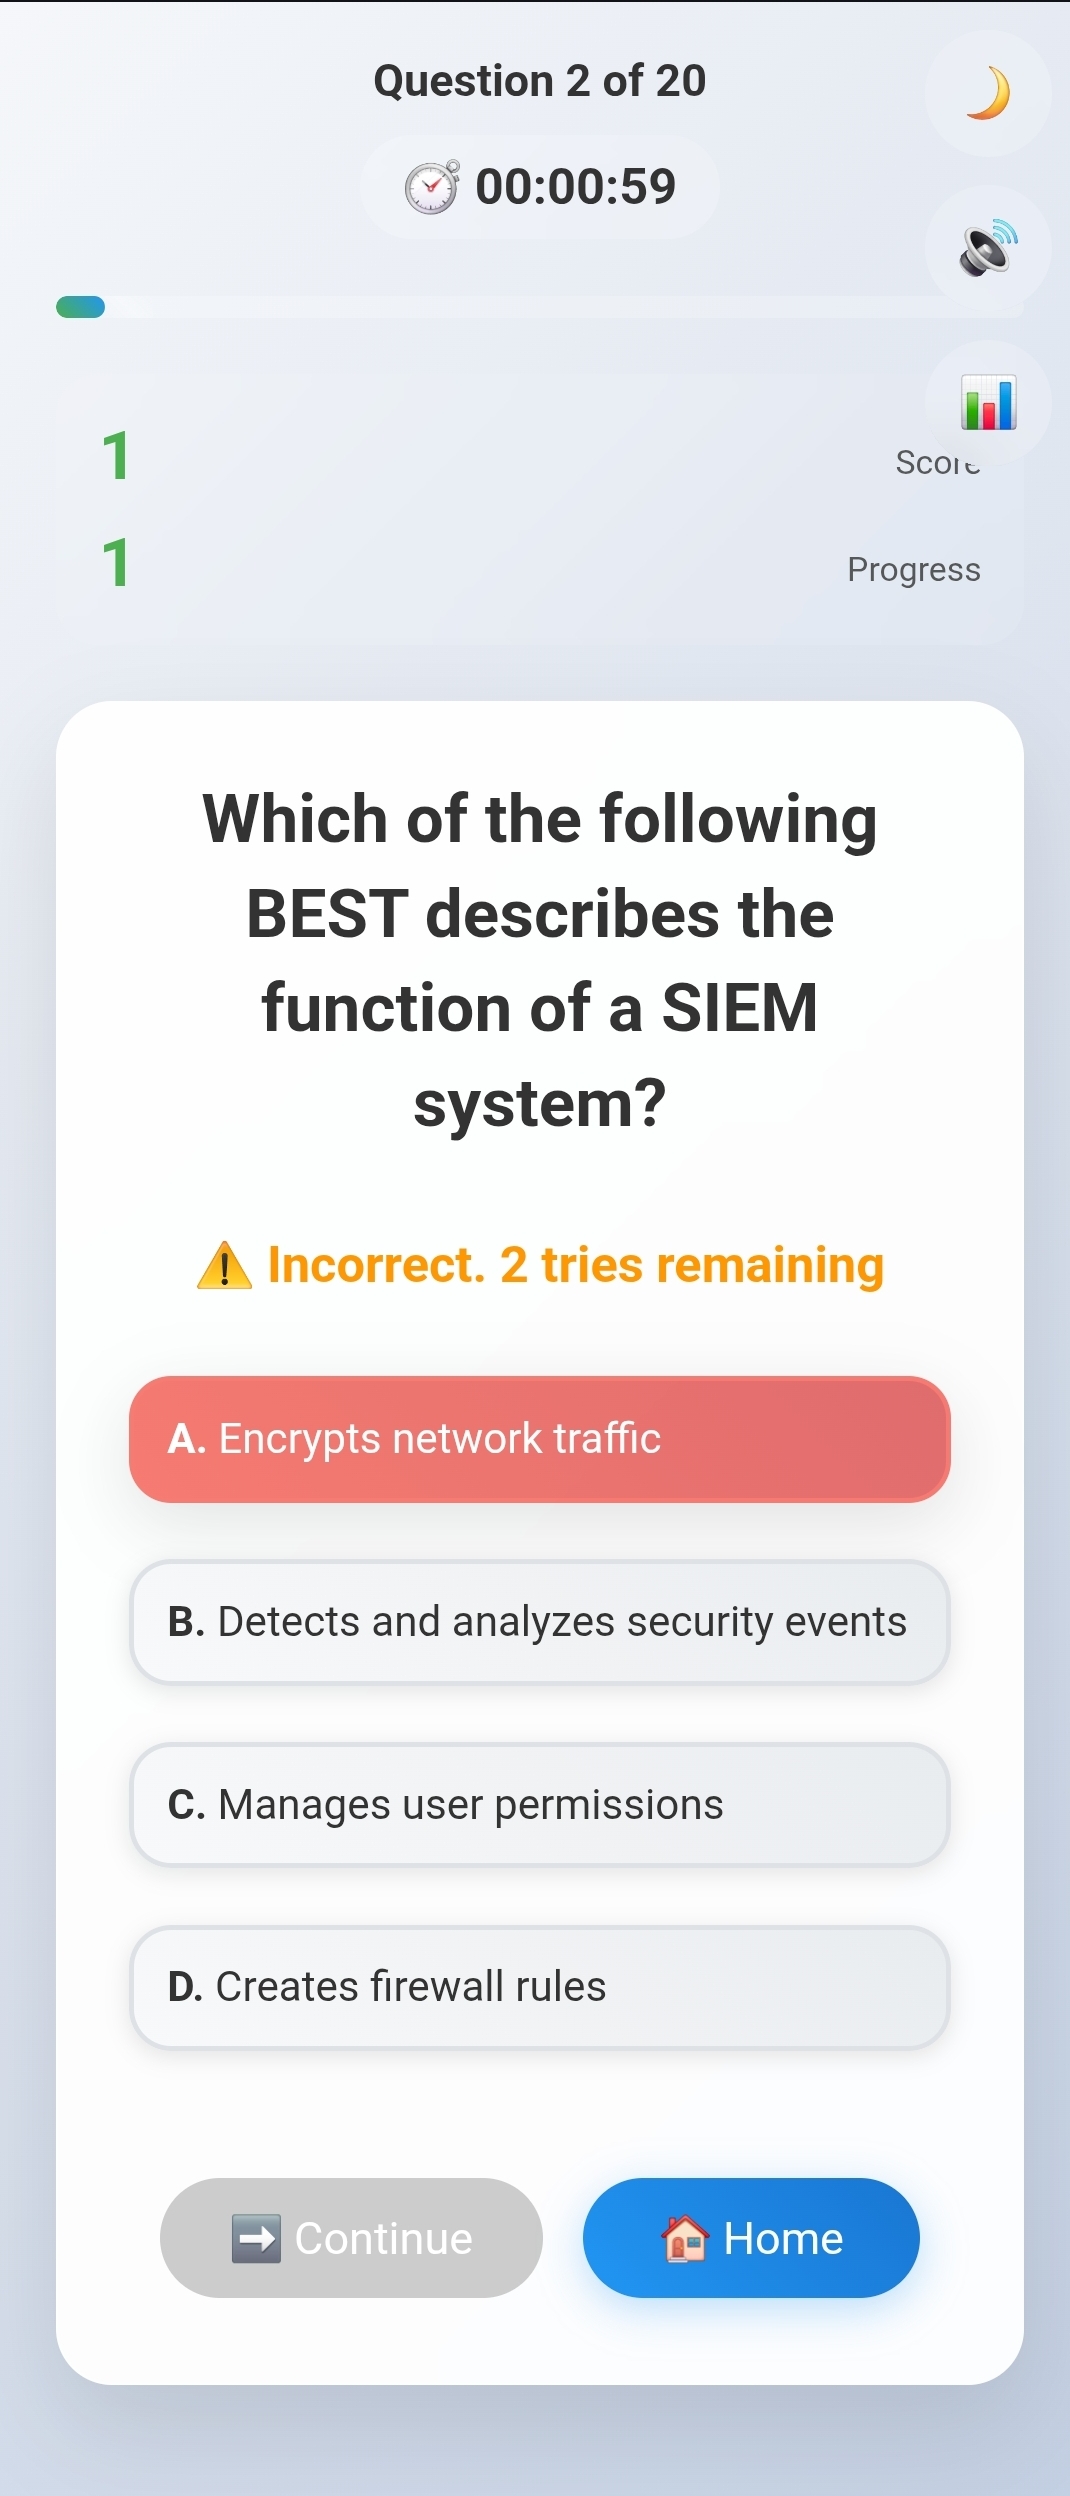 Question 2 of 20
00:00:59
1
Score
1
Progress
Which of the following
BEST describes the
function of a SIEM
system?
Incorrect. 2 tries remaining
A. Encrypts network traffic
B. Detects and analyzes security events
C. Manages user permissions
D. Creates firewall rules
Continue
Home